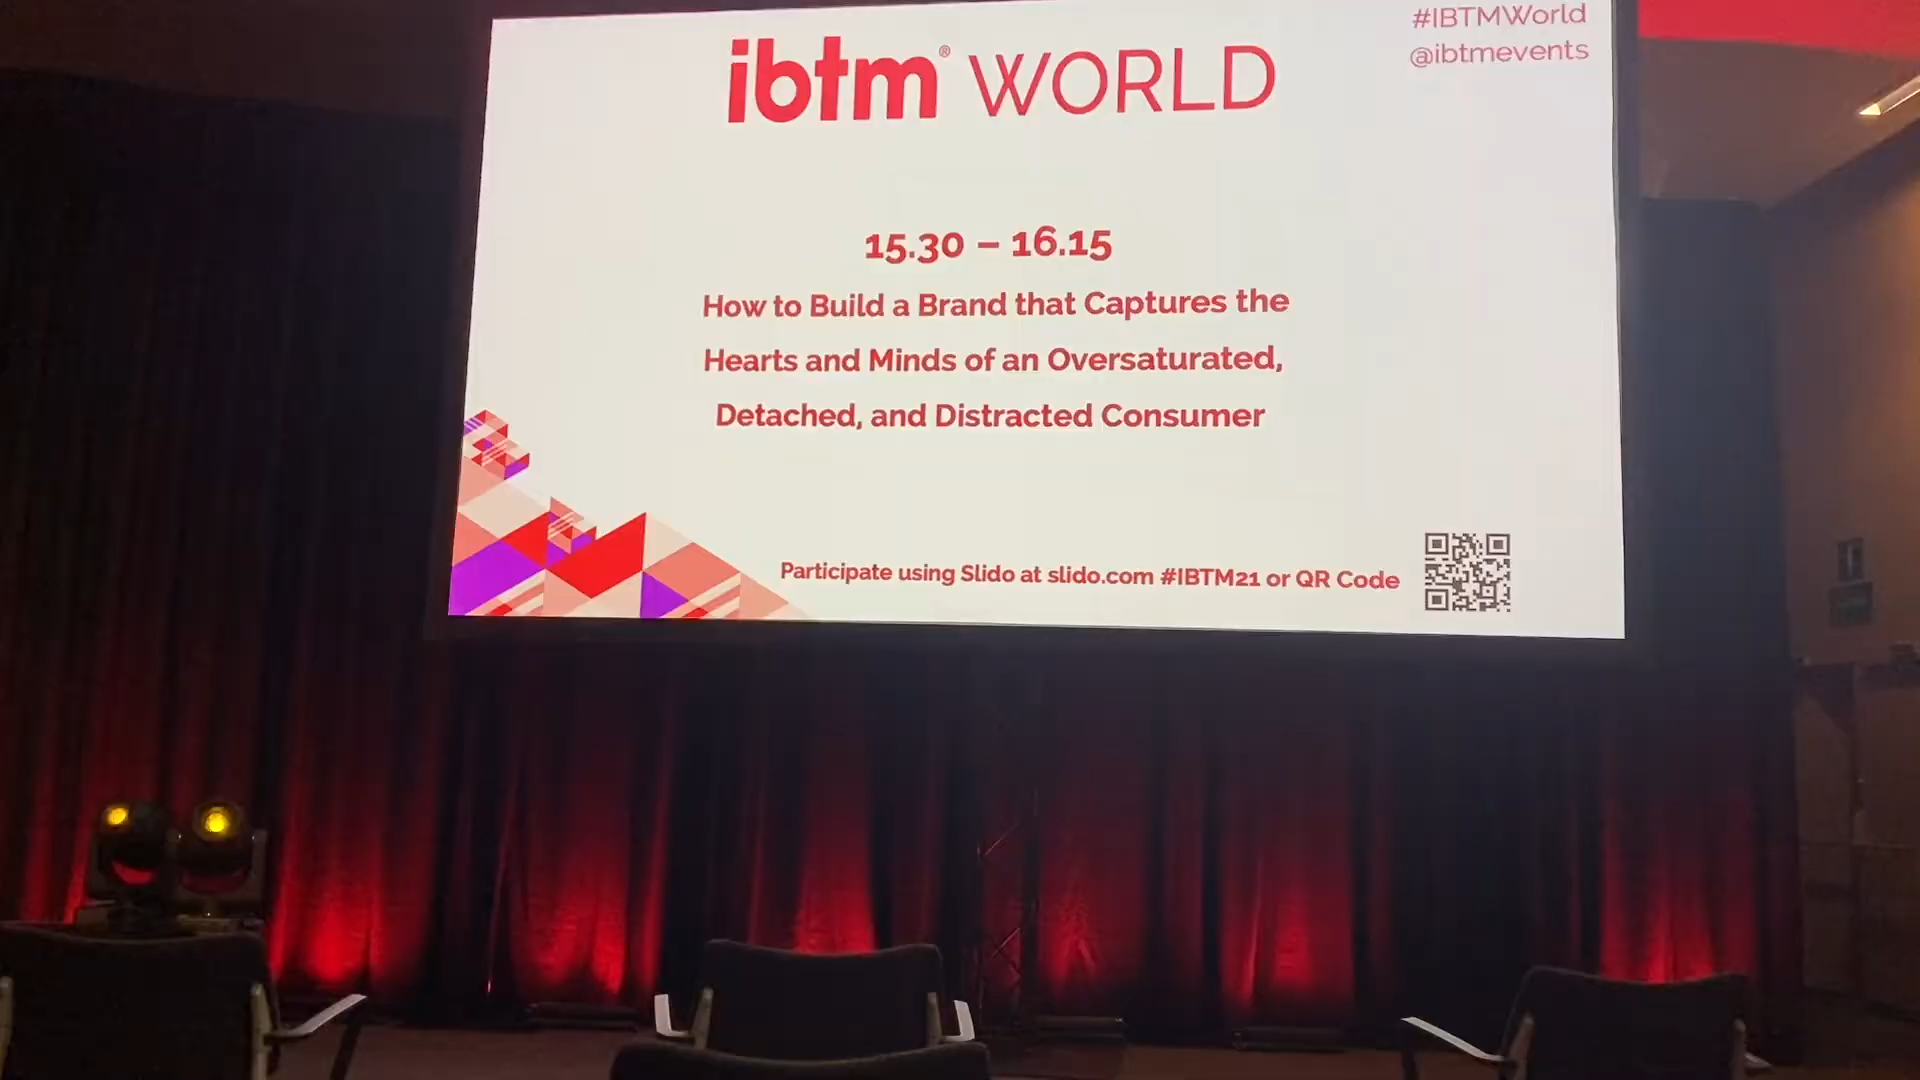 #IBTMWorld
@ibtmevents
ibtm® WORLD
15.30 – 16.15
How to Build a Brand that Captures the
Hearts and Minds of an Oversaturated,
Detached, and Distracted Consumer
Participate using Slido at slido.com #IBTM21 or QR Code